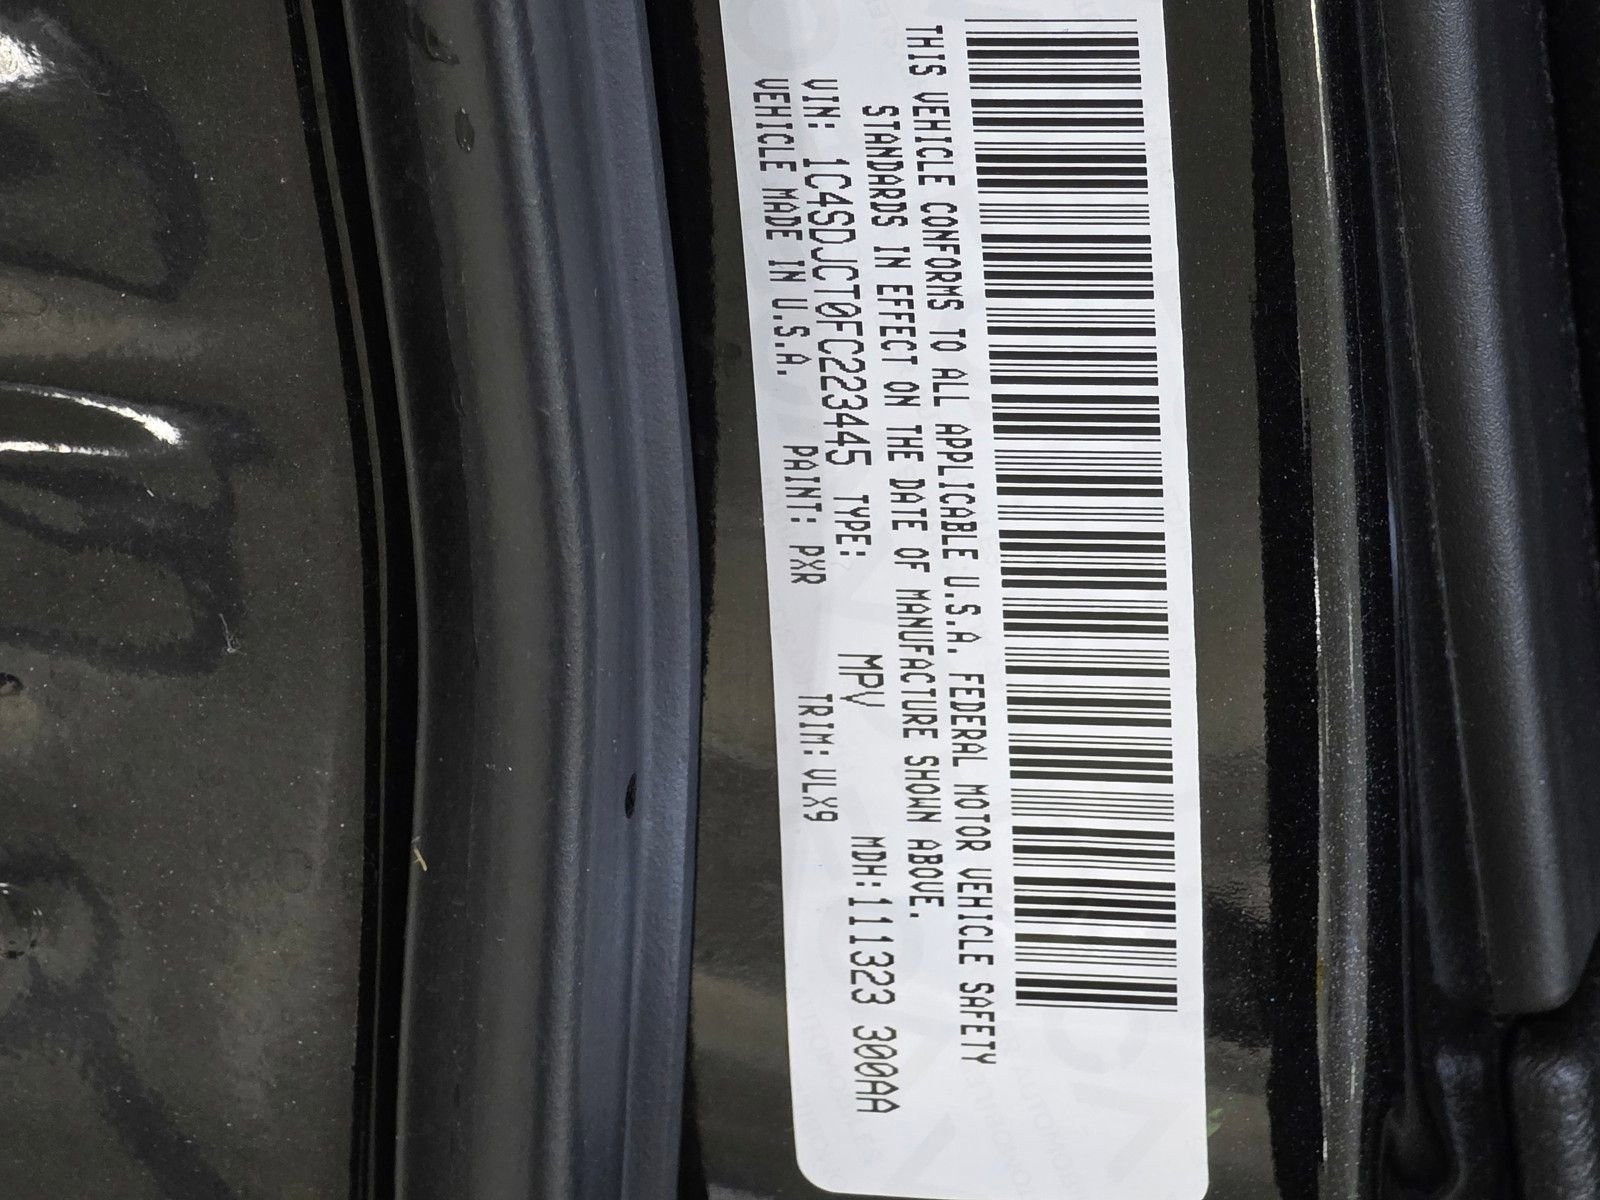 THIS VEHICLE CONFORMS TO ALL APPLICABLE U.S.A. FEDERAL MOTOR VEHICLE SAFETY
STANDARDS IN EFFECT ON THE DATE OF MANUFACTURE SHOWN ABOVE.
VIN: 1C4SDJCT0FC223445 TYPE: MPV MDH:111323 300AA
VEHICLE MADE IN U.S.A. PAINT: PXR TRIM: VLX9